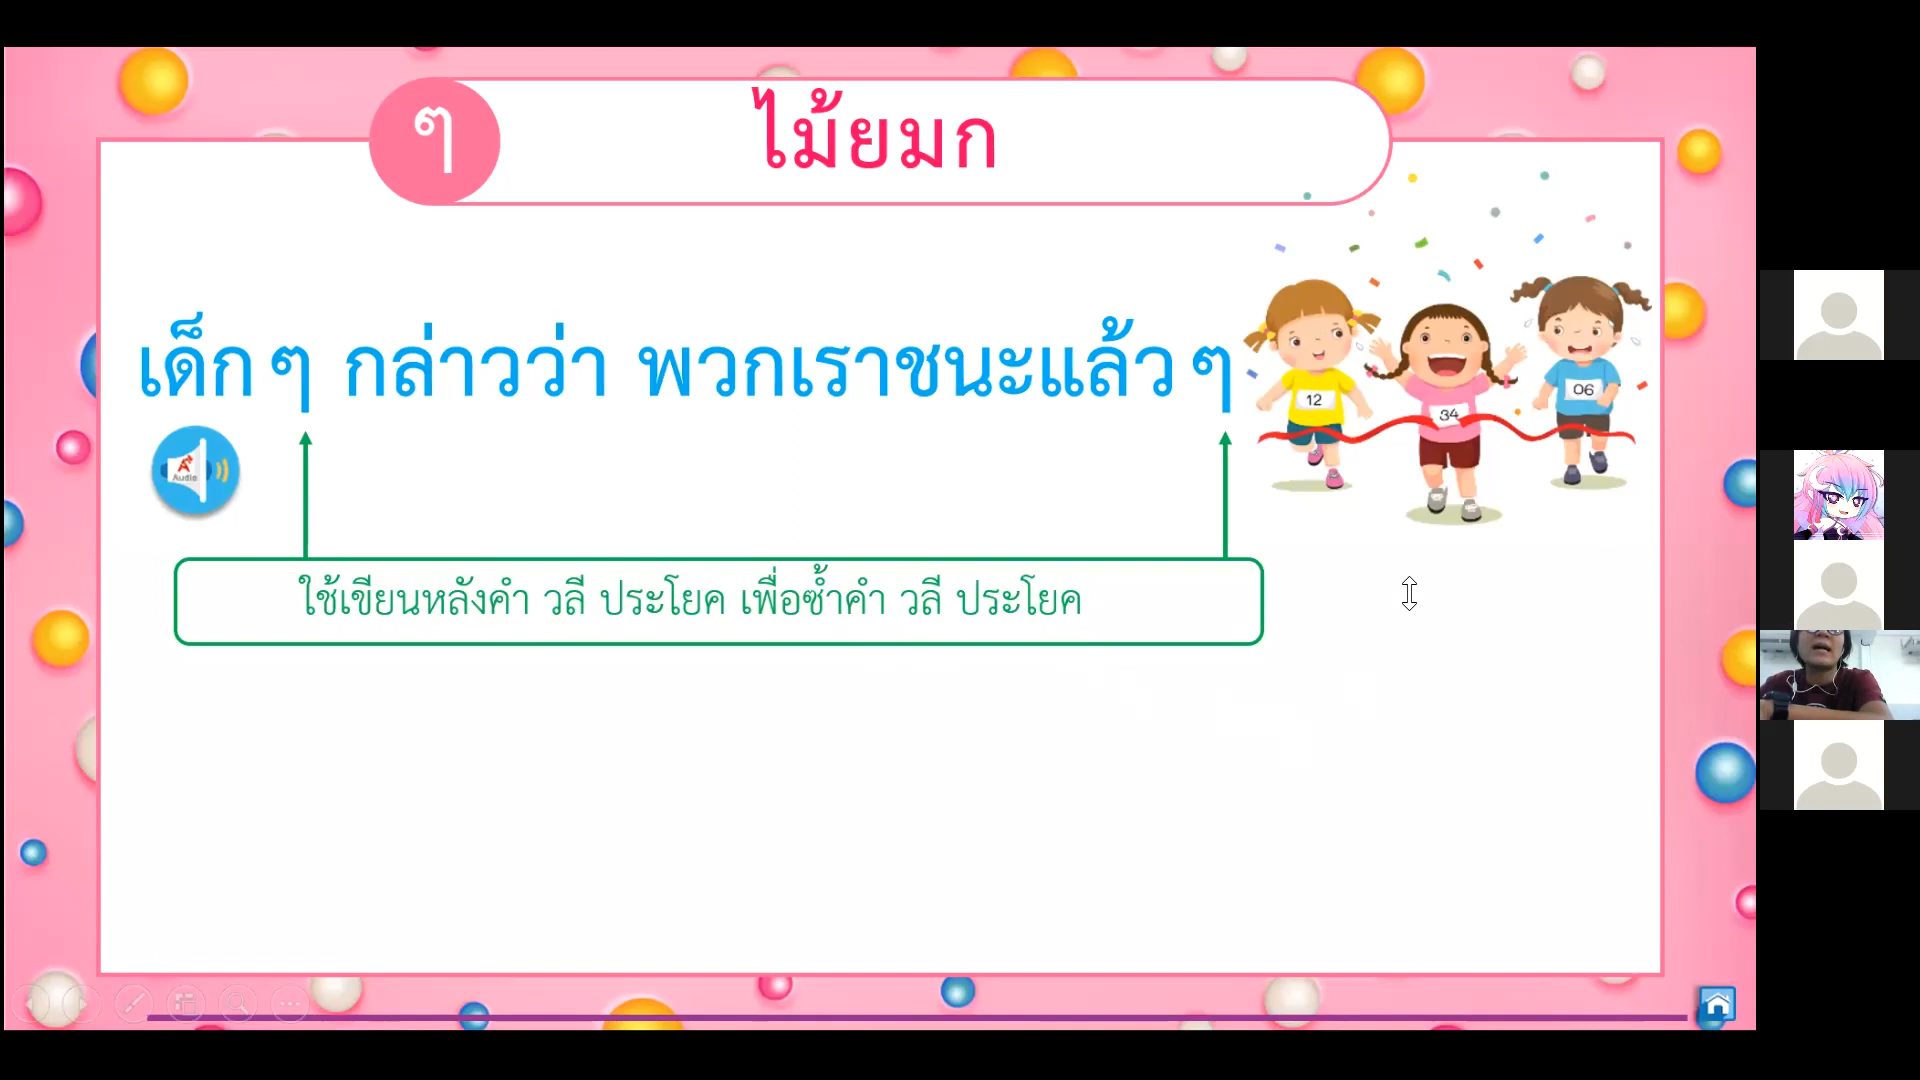 ๆ
ไม้ยมก
เด็ก ๆ กล่าวว่า พวกเราชนะแล้ว ๆ
12
34
06
Audio
ใช้เขียนหลังคำ วลี ประโยค เพื่อซ้ำคำ วลี ประโยค